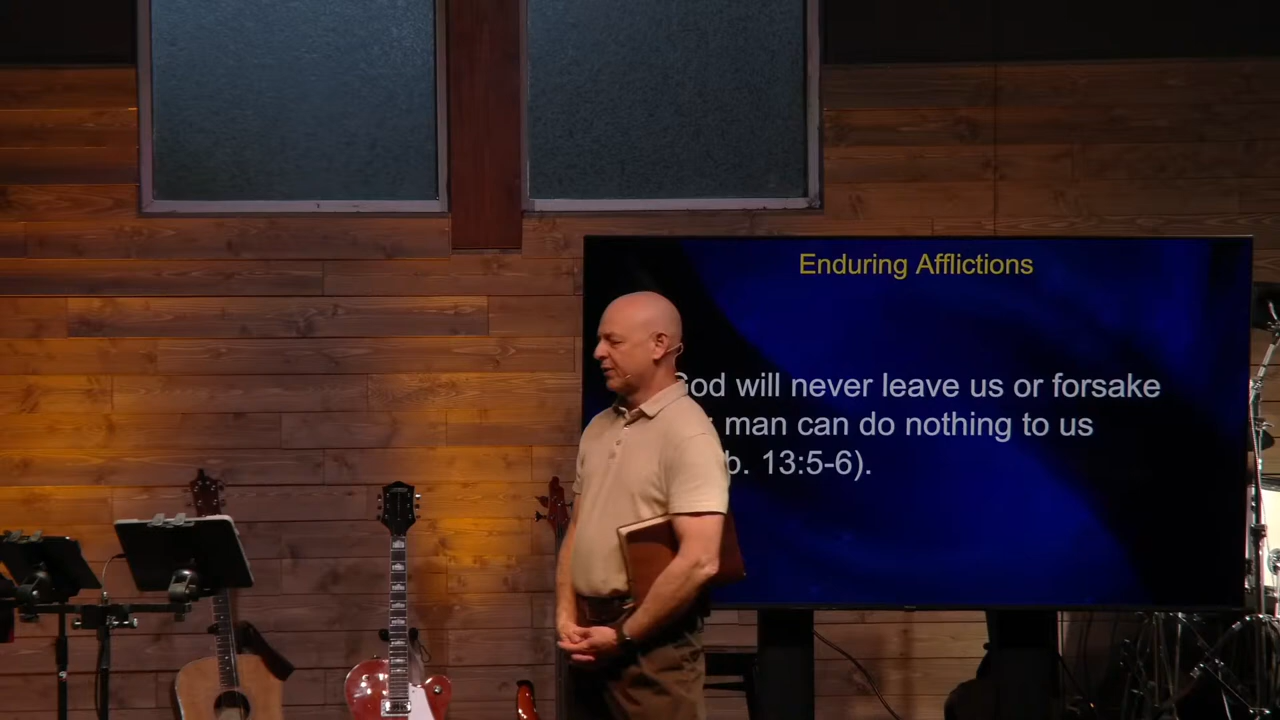 Enduring Afflictions
God will never leave us or forsake
man can do nothing to us
b. 13:5-6).